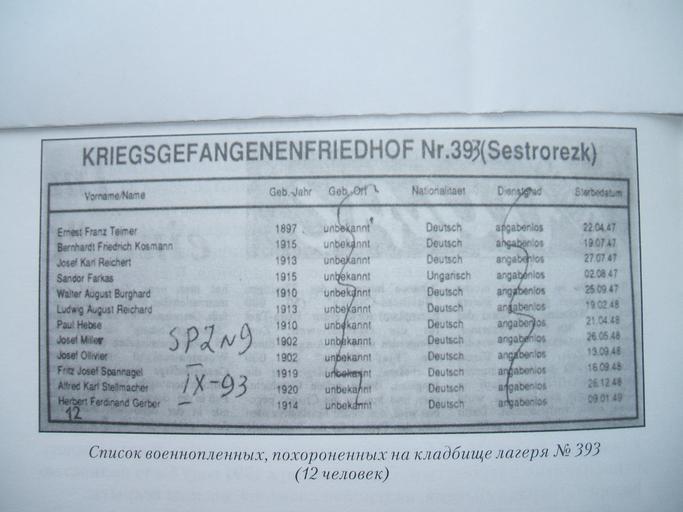 KRIEGSGEFANGENENFRIEDHOF Nr.393 (Sestrorezk)
Vorname/Name Geb.-Jahr Geb.-Ort Nationalitaet Dienstgrad Sterbedatum
Ernest Franz Teimer 1897 unbekannt Deutsch angabenlos 22.04.47
Bernhardt Friedrich Kosmann 1915 unbekannt Deutsch angabenlos 19.07.47
Josef Karl Reichert 1913 unbekannt Deutsch angabenlos 27.07.47
Sandor Farkas 1915 unbekannt Ungarisch angabenlos 02.08.47
Walter August Burghard 1910 unbekannt Deutsch angabenlos 25.09.47
Ludwig August Reichard 1913 unbekannt Deutsch angabenlos 19.02.48
Paul Hebse 1910 unbekannt Deutsch angabenlos 21.04.48
Josef Miller 1902 unbekannt Deutsch angabenlos 26.05.48
Josef Ollivier 1902 unbekannt Deutsch angabenlos 13.09.48
Fritz Josef Spannagel 1919 unbekannt Deutsch angabenlos 16.09.48
Alfred Karl Stellmacher 1920 unbekannt Deutsch angabenlos 26.12.48
Herbert Ferdinand Gerber 1914 unbekannt Deutsch angabenlos 09.01.49
SPZN9
IX-93
12
Список военнопленных, похороненных на кладбище лагеря № 393
(12 человек)